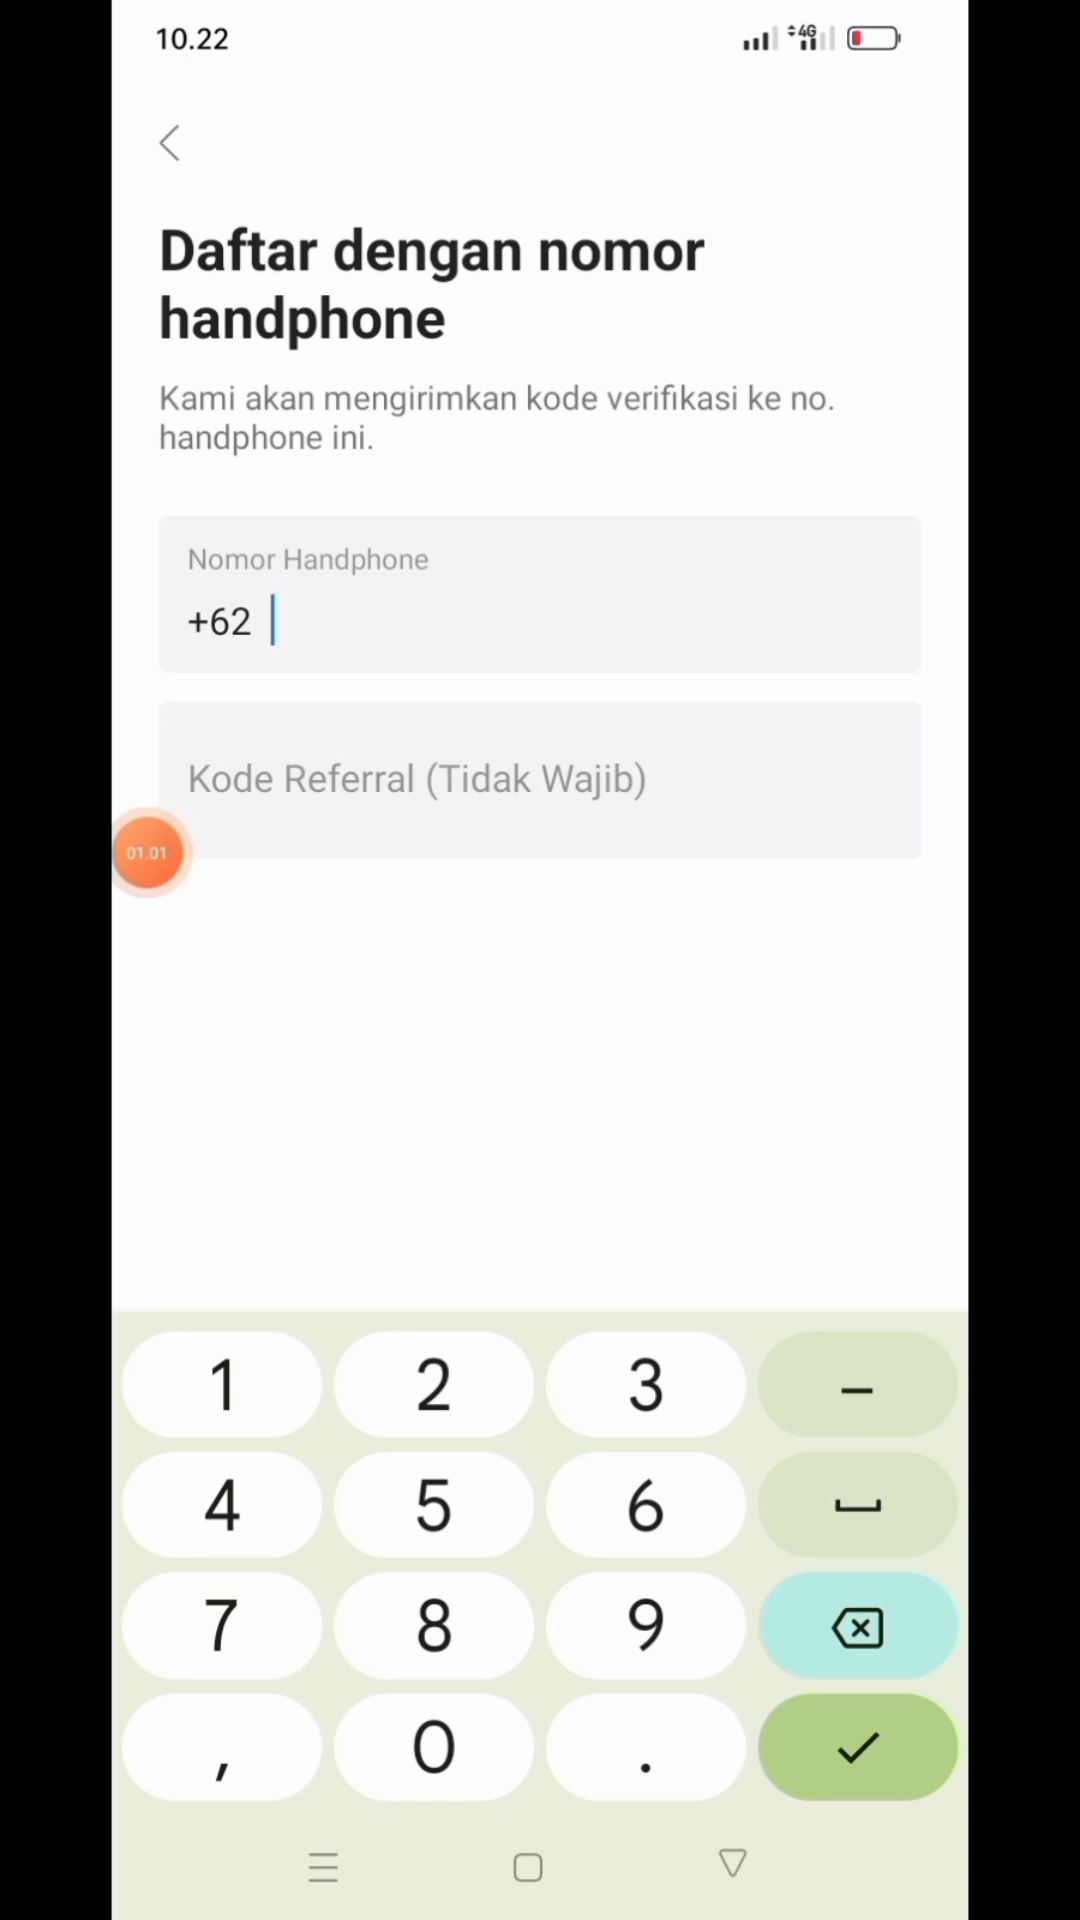 10.22
4G
Daftar dengan nomor
handphone
Kami akan mengirimkan kode verifikasi ke no.
handphone ini.
Nomor Handphone
+62
Kode Referral (Tidak Wajib)
01.01
1 2 3 –
4 5 6
7 8 9
, 0 .